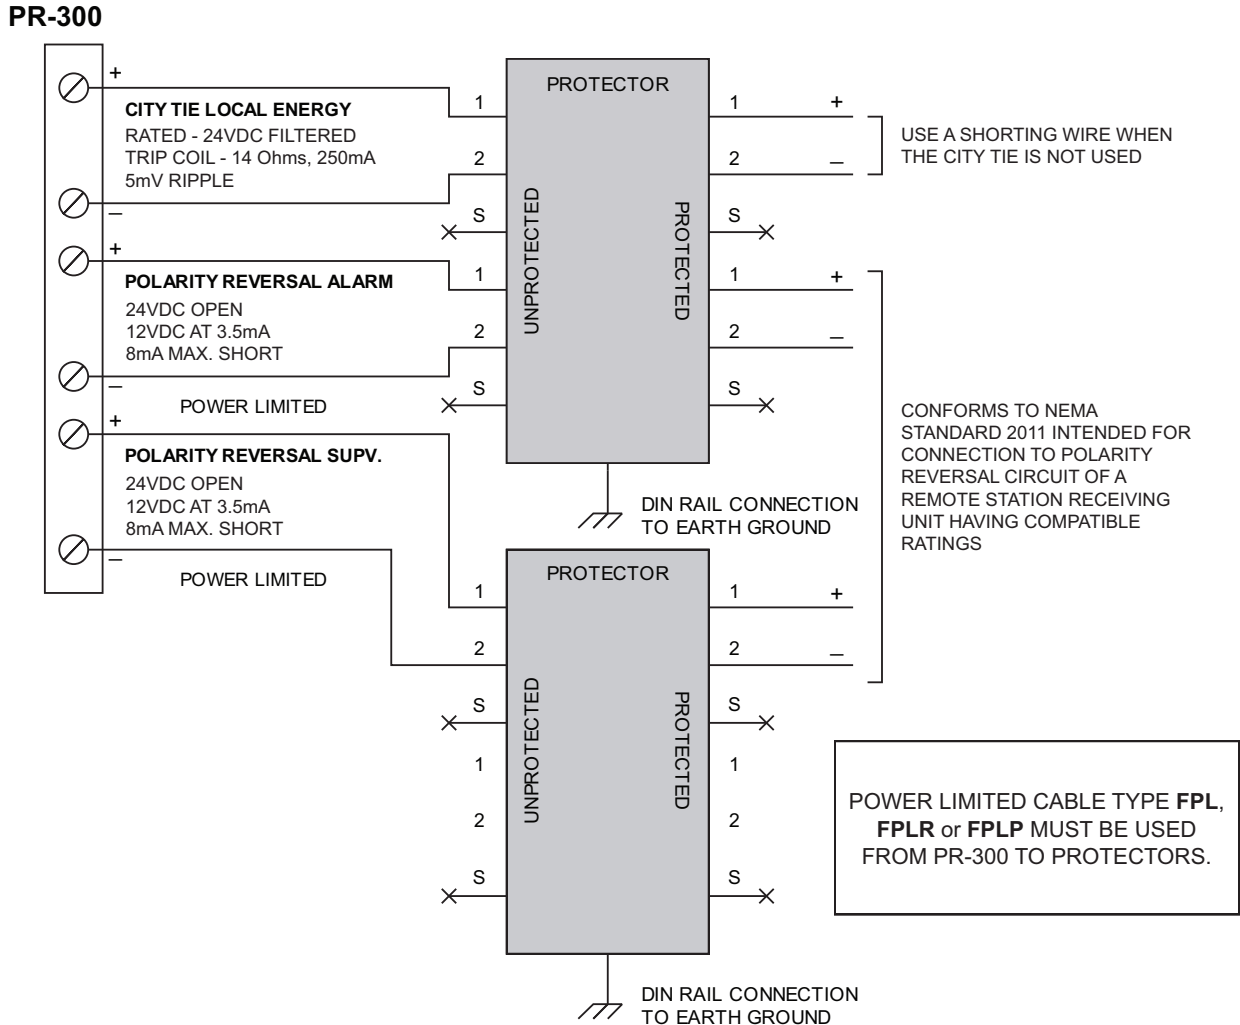 PR-300
+
CITY TIE LOCAL ENERGY
RATED - 24VDC FILTERED
TRIP COIL - 14 Ohms, 250mA
5mV RIPPLE
–
+
POLARITY REVERSAL ALARM
24VDC OPEN
12VDC AT 3.5mA
8mA MAX. SHORT
–
POWER LIMITED
+
POLARITY REVERSAL SUPV.
24VDC OPEN
12VDC AT 3.5mA
8mA MAX. SHORT
–
POWER LIMITED
PROTECTOR
UNPROTECTED
PROTECTED
1
2
S
1
2
S
1 +
2 –
S
1 +
2 –
S
DIN RAIL CONNECTION
TO EARTH GROUND
USE A SHORTING WIRE WHEN
THE CITY TIE IS NOT USED
CONFORMS TO NEMA
STANDARD 2011 INTENDED FOR
CONNECTION TO POLARITY
REVERSAL CIRCUIT OF A
REMOTE STATION RECEIVING
UNIT HAVING COMPATIBLE
RATINGS
PROTECTOR
UNPROTECTED
PROTECTED
1
2
S
1
2
S
1 +
2 –
S
1
2
S
DIN RAIL CONNECTION
TO EARTH GROUND
POWER LIMITED CABLE TYPE FPL,
FPLR or FPLP MUST BE USED
FROM PR-300 TO PROTECTORS.